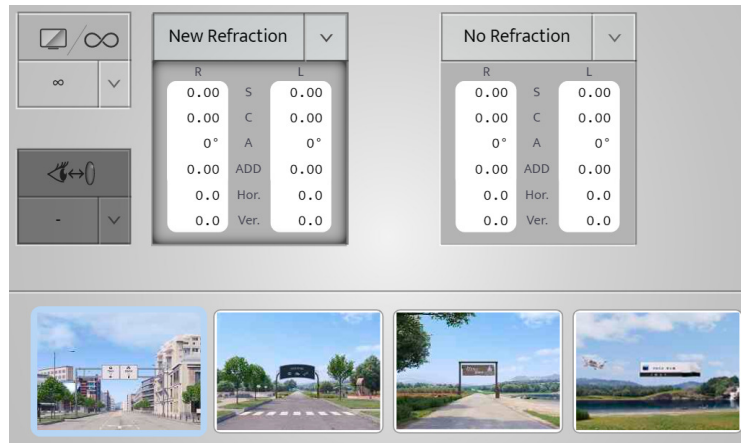 /∞
∞
-
New Refraction
R L
0.00 S 0.00
0.00 C 0.00
0° A 0°
0.00 ADD 0.00
0.0 Hor. 0.0
0.0 Ver. 0.0
No Refraction
R L
0.00 S 0.00
0.00 C 0.00
0° A 0°
0.00 ADD 0.00
0.0 Hor. 0.0
0.0 Ver. 0.0